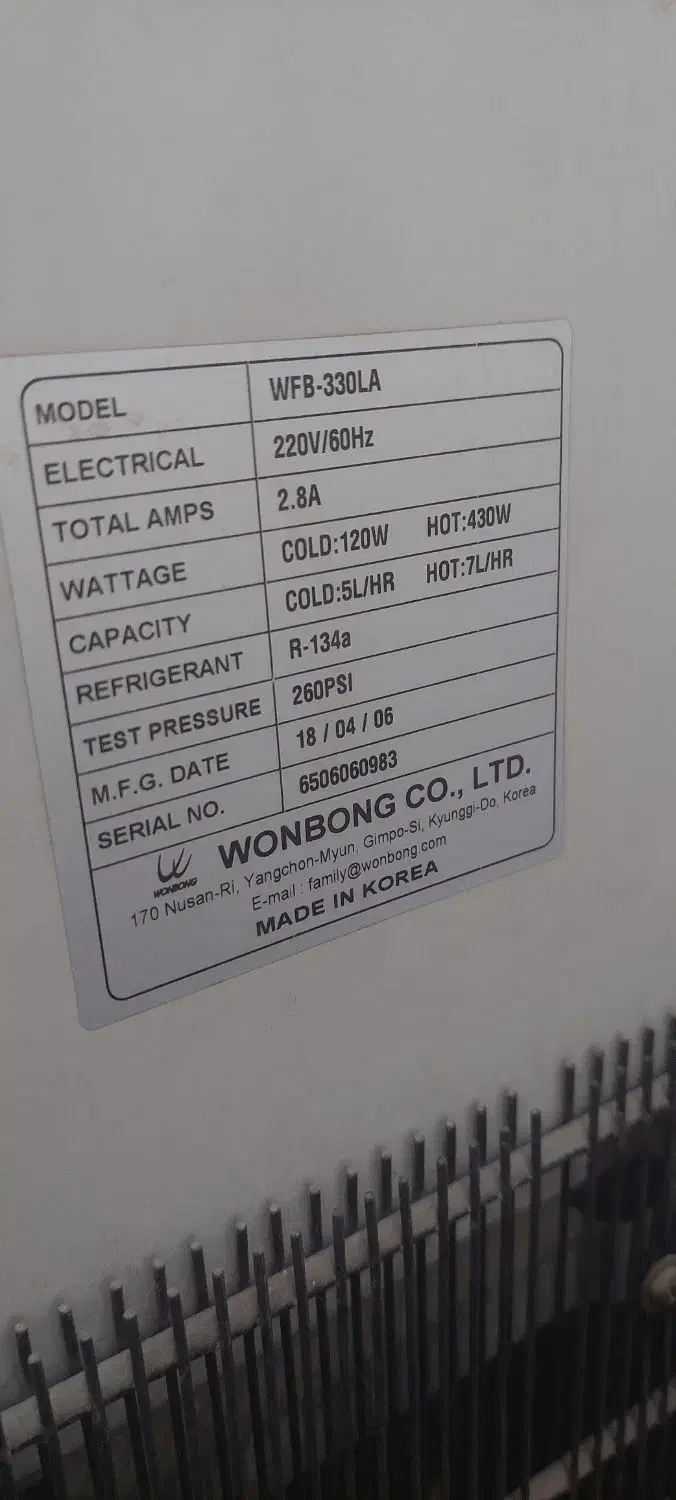 MODEL WFB-330LA
ELECTRICAL 220V/60Hz
TOTAL AMPS 2.8A
WATTAGE COLD:120W HOT:430W
CAPACITY COLD:5L/HR HOT:7L/HR
REFRIGERANT R-134a
TEST PRESSURE 260PSI
M.F.G. DATE 18 / 04 / 06
SERIAL NO. 6506060983
WONBONG WONBONG CO., LTD.
170 Nusan-Ri, Yangchon-Myun, Gimpo-Si, Kyunggi-Do, Korea
E-mail : family@wonbong.com
MADE IN KOREA